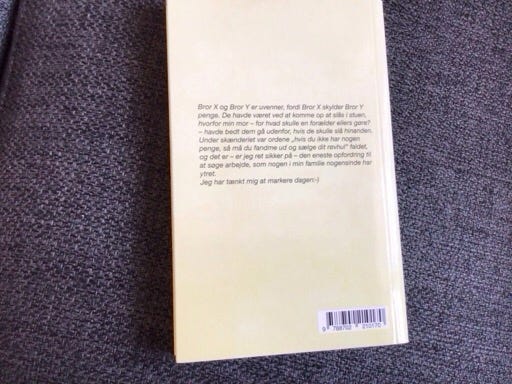 Bror X og Bror Y er uvenner, fordi Bror X skylder Bror Y
penge. De havde været ved at komme op at slås i stuen,
hvorfor min mor – for hvad skulle en forælder ellers gøre?
– havde bedt dem gå udenfor, hvis de skulle slå hinanden.
Under skænderiet var ordene „hvis du ikke har nogen
penge, så må du fandme ud og sælge dit røvhul" faldet,
og det er – er jeg ret sikker på – den eneste opfordring til
at søge arbejde, som nogen i min familie nogensinde har
ytret.
Jeg har tænkt mig at markere dagen:-)
9 788702 250170